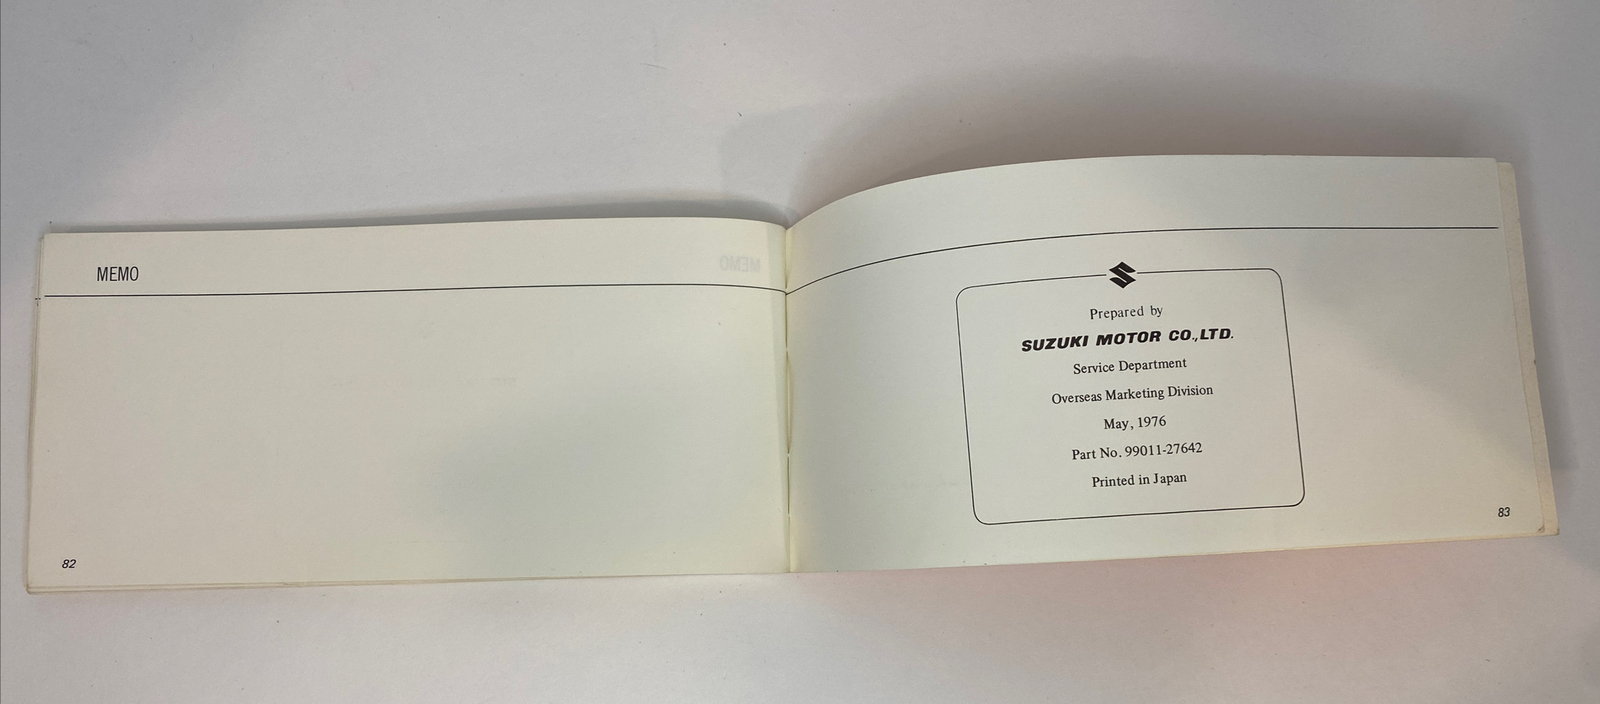 MEMO
82
Prepared by
SUZUKI MOTOR CO.,LTD.
Service Department
Overseas Marketing Division
May, 1976
Part No. 99011-27642
Printed in Japan
83